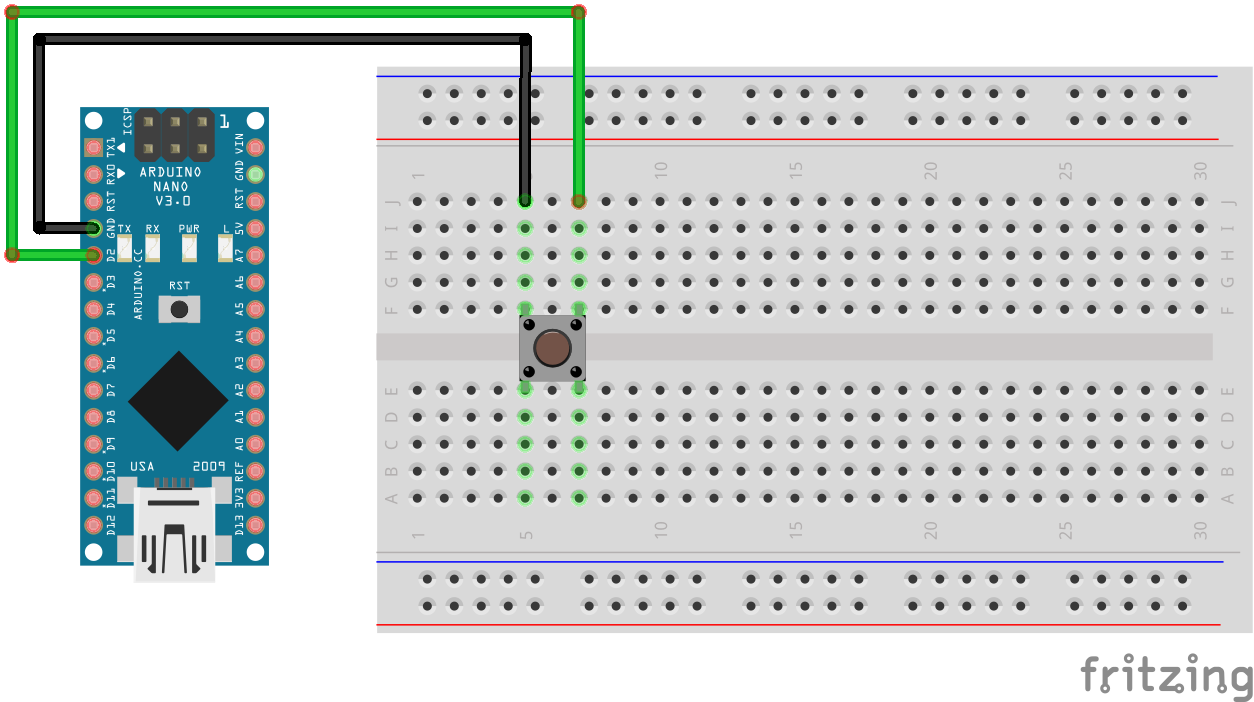 ICSP
1
TX1
RX0
RST
GND
D2
D3
D4
D5
D6
D7
D8
D9
D10
D11
D12
VIN
GND
RST
5V
A7
A6
A5
A4
A3
A2
A1
A0
REF
3V3
D13
ARDUINO
NANO
V3.0
TX RX PWR L
ARDUINO.CC
RST
USA 2009
1 10 15 20 25 30
J J
I I
H H
G G
F F
E E
D D
C C
B B
A A
1 5 10 15 20 25 30
fritzing